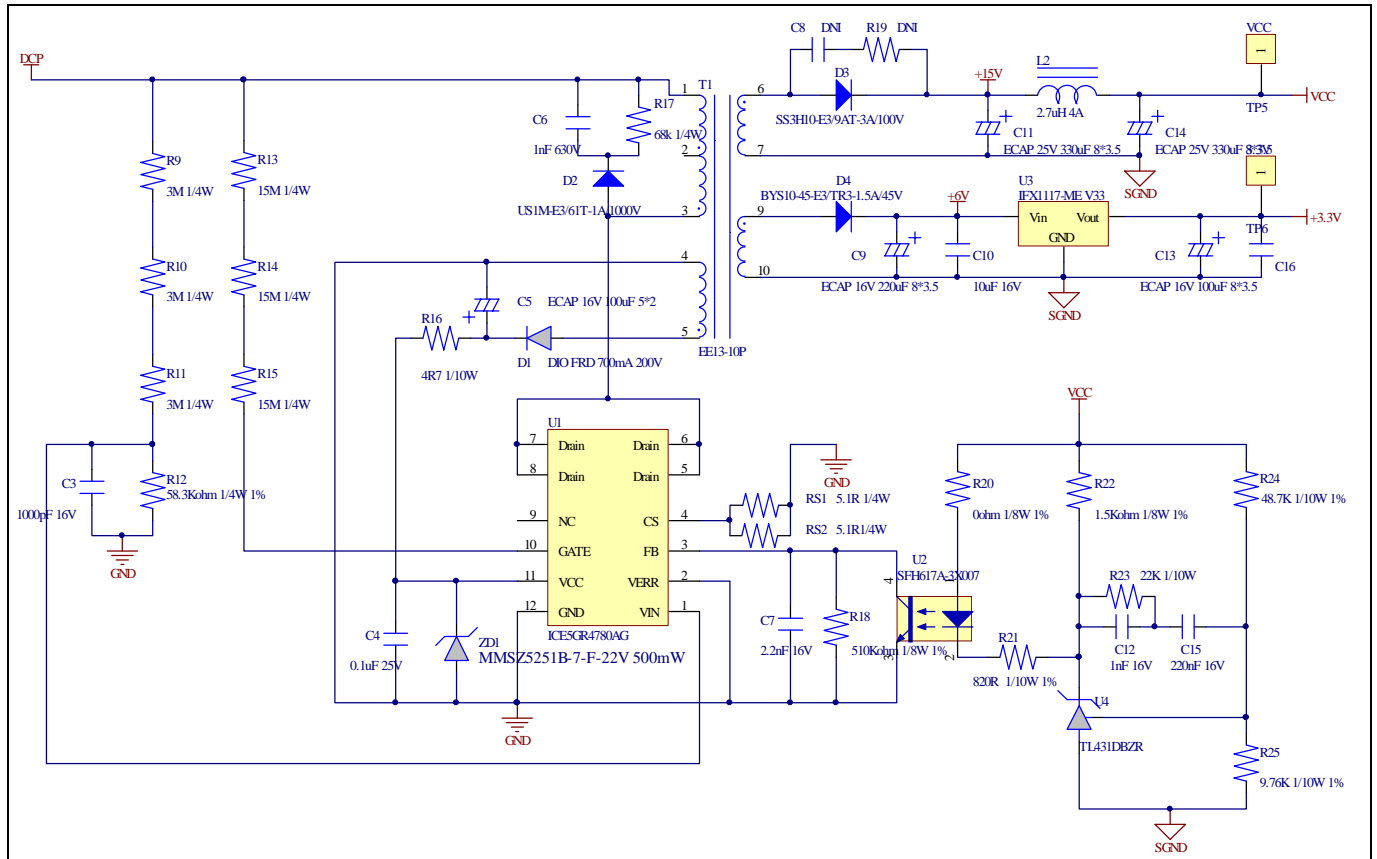 DCP
R9
3M 1/4W
R10
3M 1/4W
R11
3M 1/4W
C3
1000pF 16V
R12
58.3Kohm 1/4W 1%
GND
R13
15M 1/4W
R14
15M 1/4W
R15
15M 1/4W
C6
1nF 630V
R17
68k 1/4W
D2
US1M-E3/61T-1A/1000V
T1
1
2
3
4
5
6
7
9
10
EE13-10P
C5
ECAP 16V 100uF 5*2
R16
4R7 1/10W
D1
DIO FRD 700mA 200V
C8
DNI
R19
DNI
D3
SS3H10-E3/9AT-3A/100V
+15V
C11
ECAP 25V 330uF 8*3.5
L2
2.7uH 4A
C14
ECAP 25V 330uF 8*3.5
SGND
VCC
1
TP5
VCC
3.3V
1
TP6
+3.3V
D4
BYS10-45-E3/TR3-1.5A/45V
C9
ECAP 16V 220uF 8*3.5
+6V
C10
10uF 16V
U3
IFX1117-ME V33
Vin
Vout
GND
SGND
C13
ECAP 16V 100uF 8*3.5
C16
U1
7
Drain
Drain
6
8
Drain
Drain
5
9
NC
CS
4
10
GATE
FB
3
11
VCC
VERR
2
12
GND
VIN
1
ICE5GR4780AG
GND
RS1
5.1R 1/4W
RS2
5.1R1/4W
C4
0.1uF 25V
ZD1
MMSZ5251B-7-F-22V 500mW
GND
C7
2.2nF 16V
R18
510Kohm 1/8W 1%
U2
SFH617A-3X007
4
3
1
2
VCC
R20
0ohm 1/8W 1%
R22
1.5Kohm 1/8W 1%
R24
48.7K 1/10W 1%
R23
22K 1/10W
C12
1nF 16V
C15
220nF 16V
R21
820R 1/10W 1%
U4
TL431DBZR
R25
9.76K 1/10W 1%
SGND